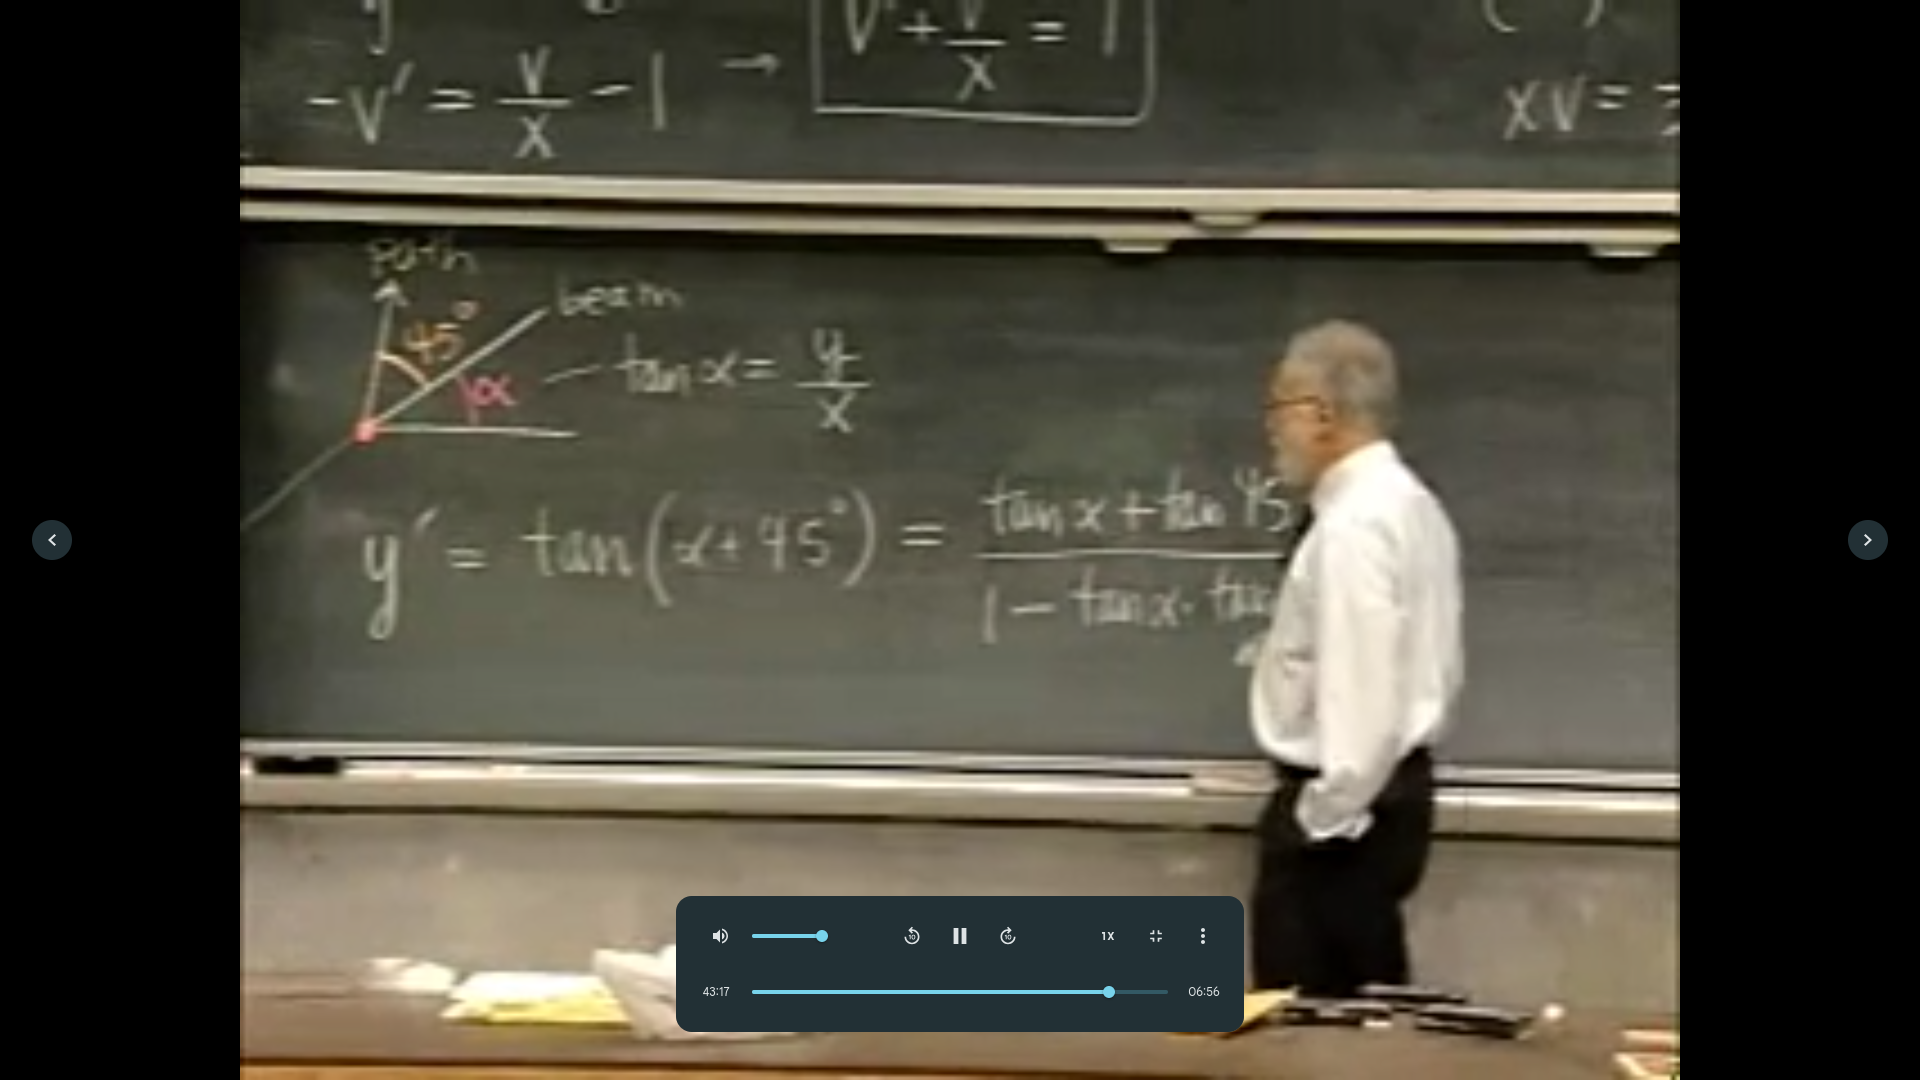 v' + v/x = 1
-v' = v/x - 1 →
xv =
path
beam
45°
α
tan α = y/x
y' = tan(α + 45°) = tan α + tan 45 / 1 - tan α · tan
1X
43:17
06:56